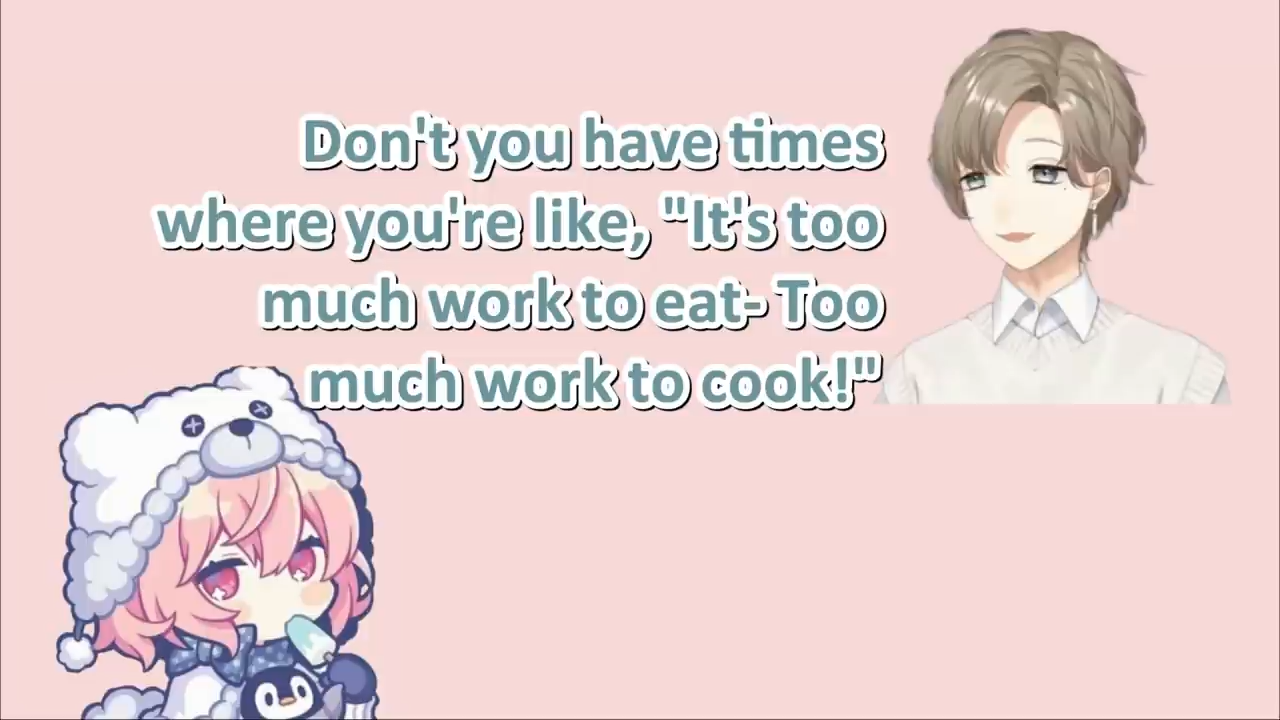 Don't you have times
where you're like, "It's too
much work to eat- Too
much work to cook!"